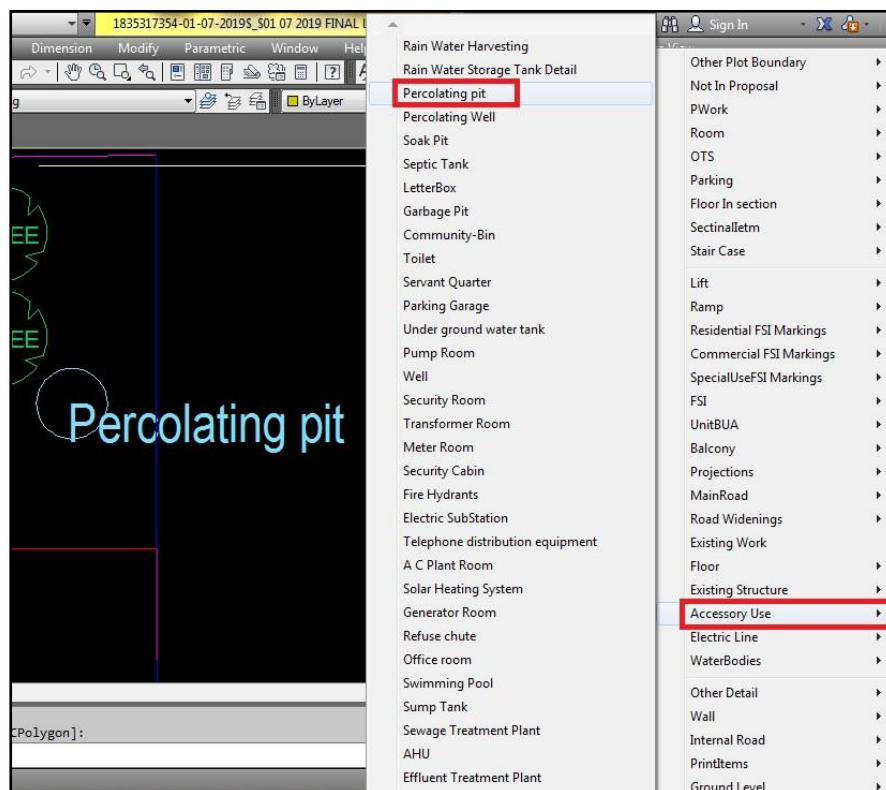 1835317354-01-07-2019$_$01 07 2019 FINAL
Sign In
Dimension Modify Parametric Window Hel
ByLayer
EE
EE
Percolating pit
CPolygon]:
Rain Water Harvesting
Rain Water Storage Tank Detail
Percolating pit
Percolating Well
Soak Pit
Septic Tank
LetterBox
Garbage Pit
Community-Bin
Toilet
Servant Quarter
Parking Garage
Under ground water tank
Pump Room
Well
Security Room
Transformer Room
Meter Room
Security Cabin
Fire Hydrants
Electric SubStation
Telephone distribution equipment
A C Plant Room
Solar Heating System
Generator Room
Refuse chute
Office room
Swimming Pool
Sump Tank
Sewage Treatment Plant
AHU
Effluent Treatment Plant
Other Plot Boundary
Not In Proposal
PWork
Room
OTS
Parking
Floor In section
SectinalIetm
Stair Case
Lift
Ramp
Residential FSI Markings
Commercial FSI Markings
SpecialUseFSI Markings
FSI
UnitBUA
Balcony
Projections
MainRoad
Road Widenings
Existing Work
Floor
Existing Structure
Accessory Use
Electric Line
WaterBodies
Other Detail
Wall
Internal Road
PrintItems
Ground Level